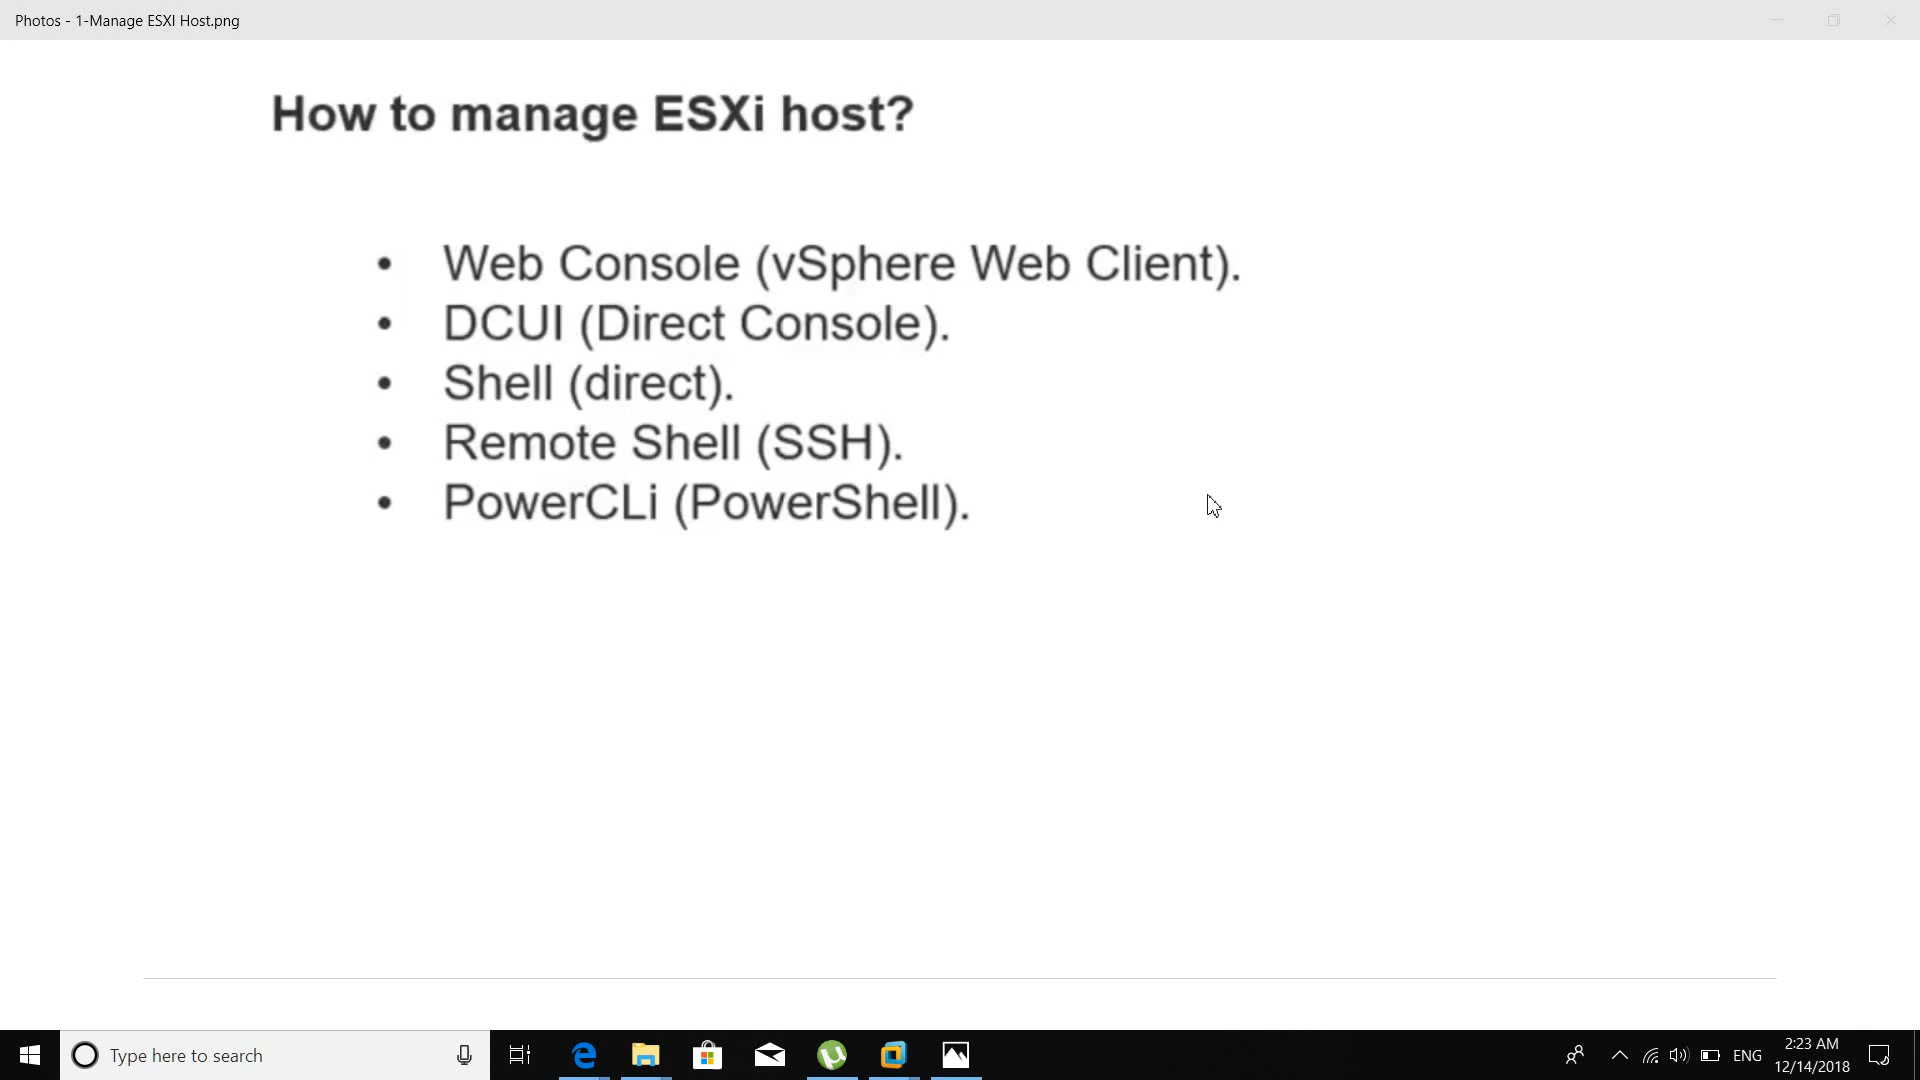 Photos - 1-Manage ESXI Host.png
How to manage ESXi host?
• Web Console (vSphere Web Client).
• DCUI (Direct Console).
• Shell (direct).
• Remote Shell (SSH).
• PowerCLi (PowerShell).
Type here to search
ENG
2:23 AM
12/14/2018